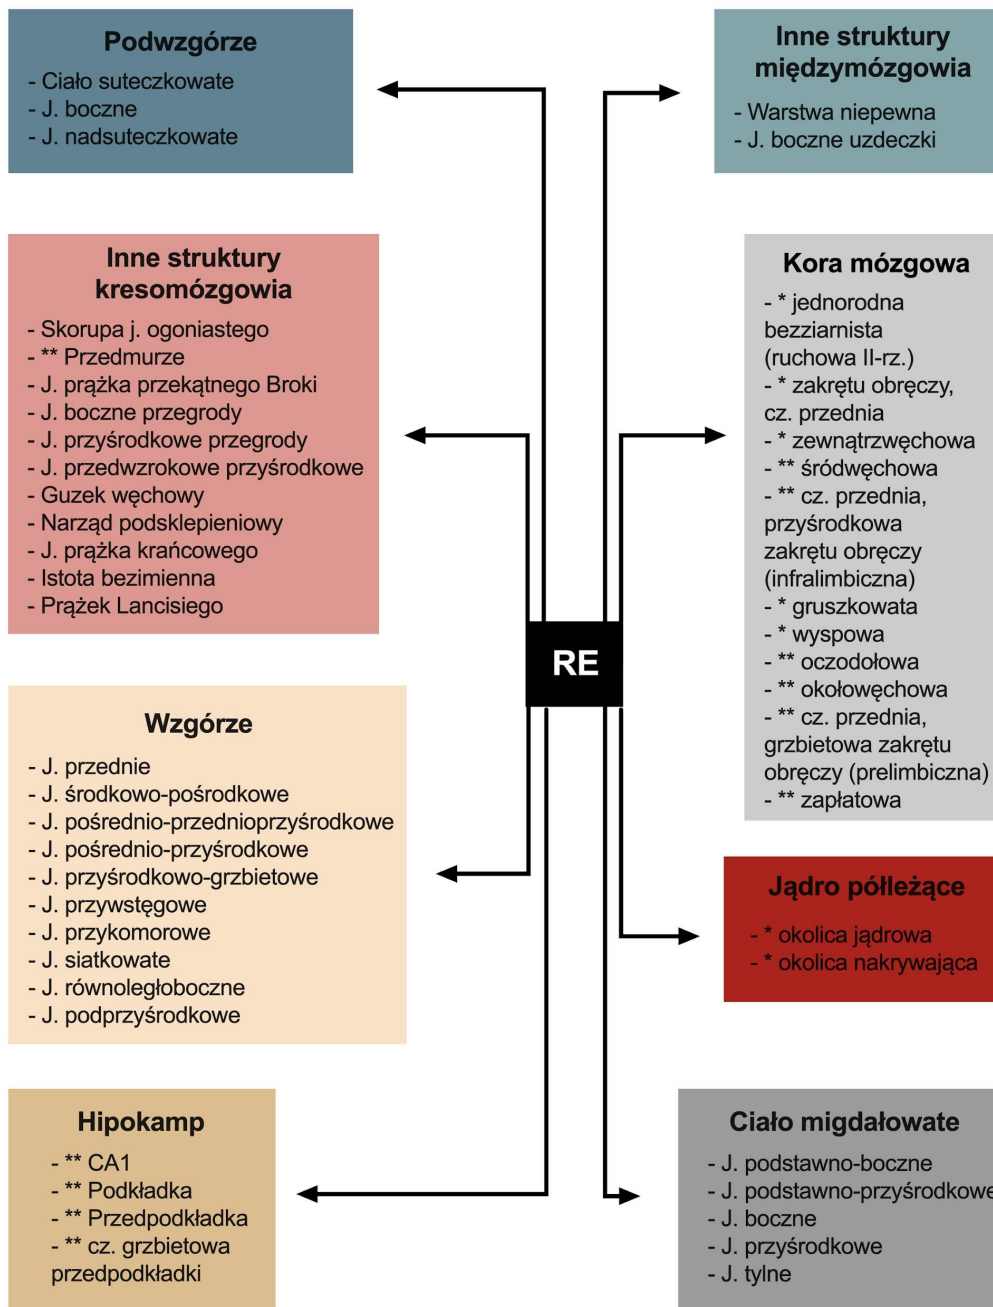 Podwzgórze
- Ciało suteczkowate
- J. boczne
- J. nadsuteczkowate
Inne struktury
międzymózgowia
- Warstwa niepewna
- J. boczne uzdeczki
Inne struktury
kresomózgowia
- Skorupa j. ogoniastego
- ** Przedmurze
- J. prążka przekątnego Broki
- J. boczne przegrody
- J. przyśrodkowe przegrody
- J. przedwzrokowe przyśrodkowe
- Guzek węchowy
- Narząd podsklepieniowy
- J. prążka krańcowego
- Istota bezimienna
- Prążek Lancisiego
Kora mózgowa
- * jednorodna
bezziarnista
(ruchowa II-rz.)
- * zakrętu obręczy,
cz. przednia
- * zewnątrzwęchowa
- ** śródwęchowa
- ** cz. przednia,
przyśrodkowa
zakrętu obręczy
(infralimbiczna)
- * gruszkowata
- * wyspowa
- ** oczodołowa
- ** okołowęchowa
- ** cz. przednia,
grzbietowa zakrętu
obręczy (prelimbiczna)
- ** zapłatowa
RE
Wzgórze
- J. przednie
- J. środkowo-pośrodkowe
- J. pośrednio-przednioprzyśrodkowe
- J. pośrednio-przyśrodkowe
- J. przyśrodkowo-grzbietowe
- J. przywstęgowe
- J. przykomorowe
- J. siatkowate
- J. równoległoboczne
- J. podprzyśrodkowe
Jądro półleżące
- * okolica jądrowa
- * okolica nakrywająca
Hipokamp
- ** CA1
- ** Podkładka
- ** Przedpodkładka
- ** cz. grzbietowa
przedpodkładki
Ciało migdałowate
- J. podstawno-boczne
- J. podstawno-przyśrodkowe
- J. boczne
- J. przyśrodkowe
- J. tylne